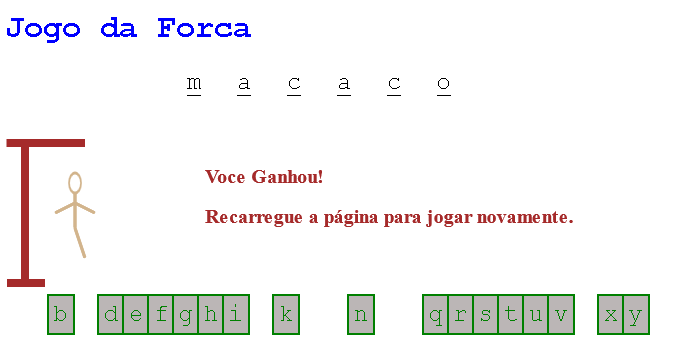 Jogo da Forca
m a c a c o
Voce Ganhou!
Recarregue a página para jogar novamente.
b d e f g h i k n q r s t u v x y